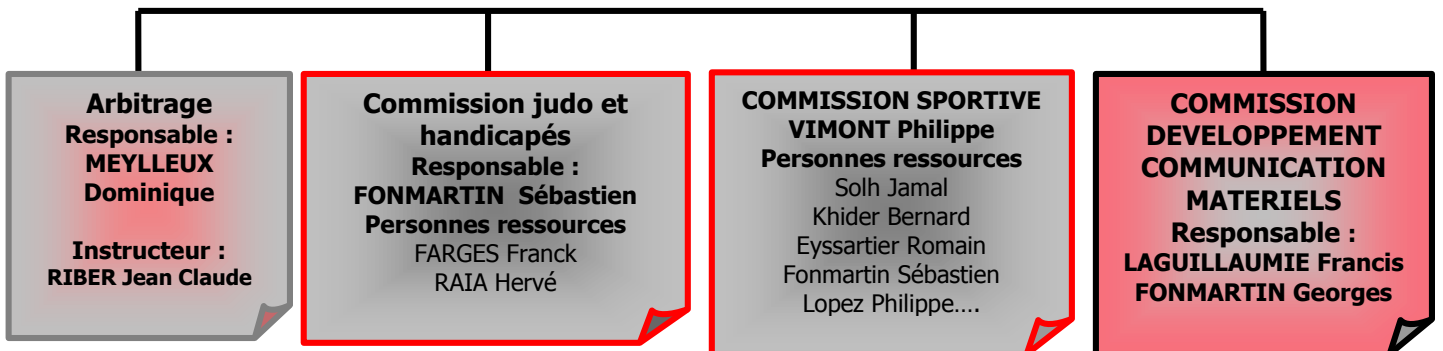 Arbitrage
Responsable :
MEYLLEUX
Dominique
Instructeur :
RIBER Jean Claude
Commission judo et
handicapés
Responsable :
FONMARTIN Sébastien
Personnes ressources
FARGES Franck
RAIA Hervé
COMMISSION SPORTIVE
VIMONT Philippe
Personnes ressources
Solh Jamal
Khider Bernard
Eyssartier Romain
Fonmartin Sébastien
Lopez Philippe....
COMMISSION
DEVELOPPEMENT
COMMUNICATION
MATERIELS
Responsable :
LAGUILLAUMIE Francis
FONMARTIN Georges